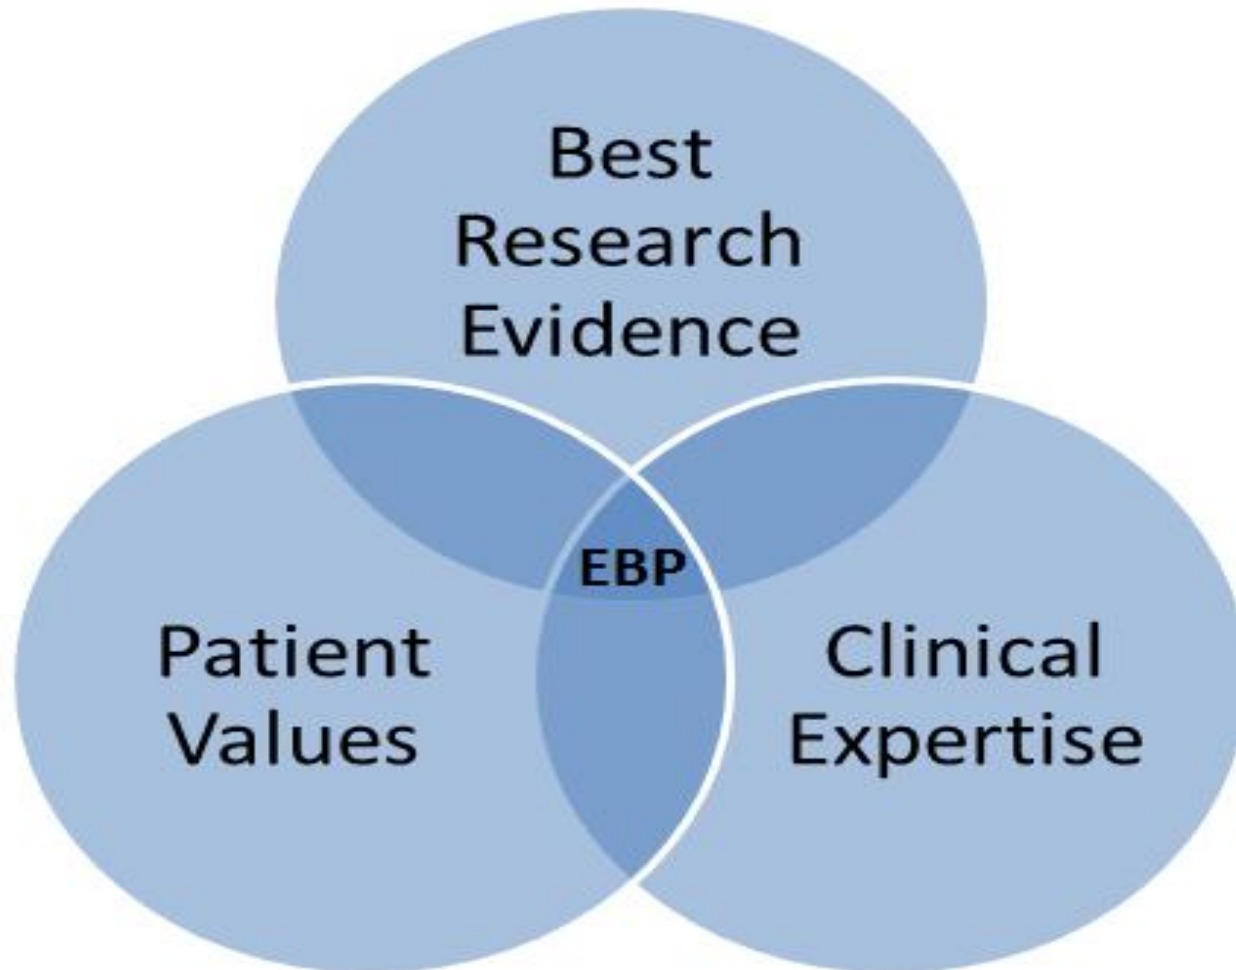 Best
Research
Evidence
EBP
Patient
Values
Clinical
Expertise